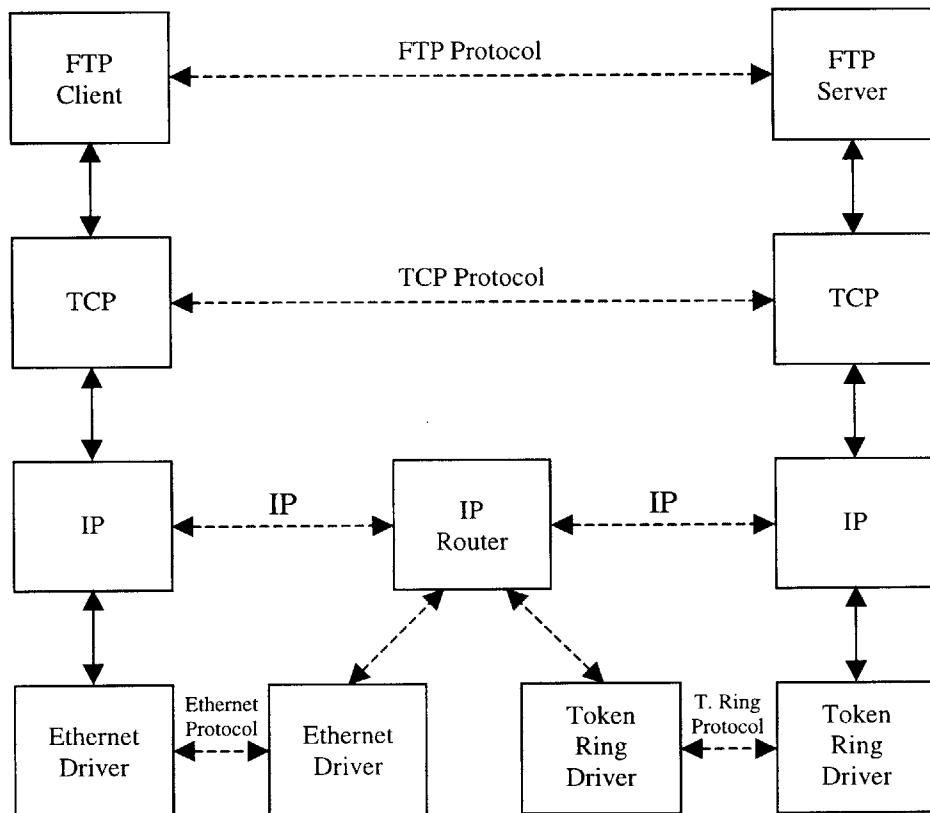 FTP
Client
FTP Protocol
FTP
Server
TCP
TCP Protocol
TCP
IP
IP
IP
Router
IP
IP
Ethernet
Driver
Ethernet
Protocol
Ethernet
Driver
Token
Ring
Driver
T. Ring
Protocol
Token
Ring
Driver